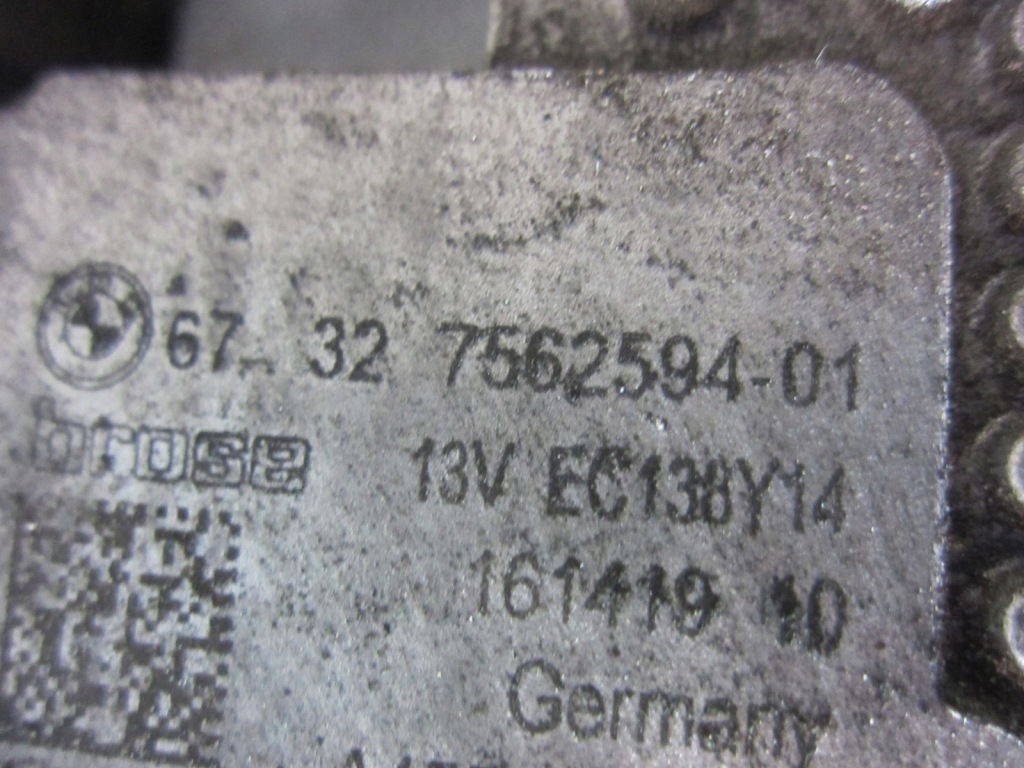 67 32 7562594-01
brose 13V EC138Y14
161419 10
Germany